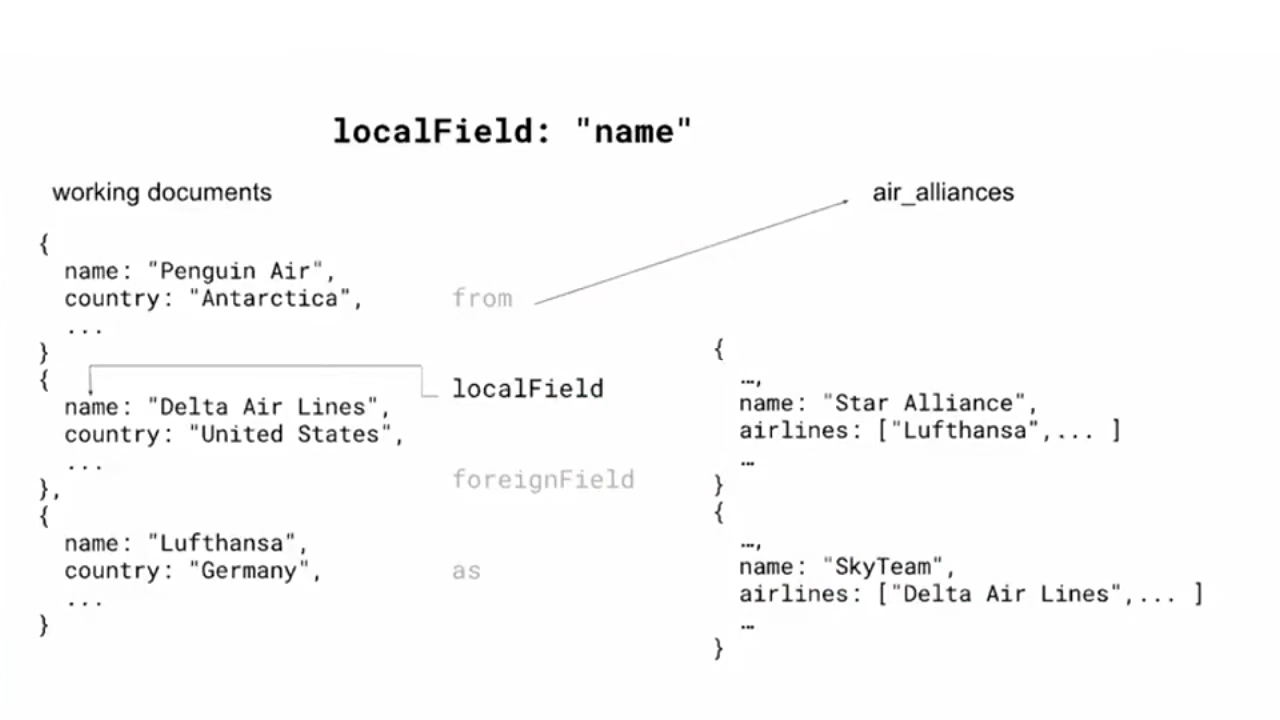 localField: "name"
working documents
air_alliances
{
name: "Penguin Air",
country: "Antarctica",
...
}
{
name: "Delta Air Lines",
country: "United States",
...
},
{
name: "Lufthansa",
country: "Germany",
...
}
from
localField
foreignField
as
{
…,
name: "Star Alliance",
airlines: ["Lufthansa",... ]
…
}
{
…,
name: "SkyTeam",
airlines: ["Delta Air Lines",... ]
…
}